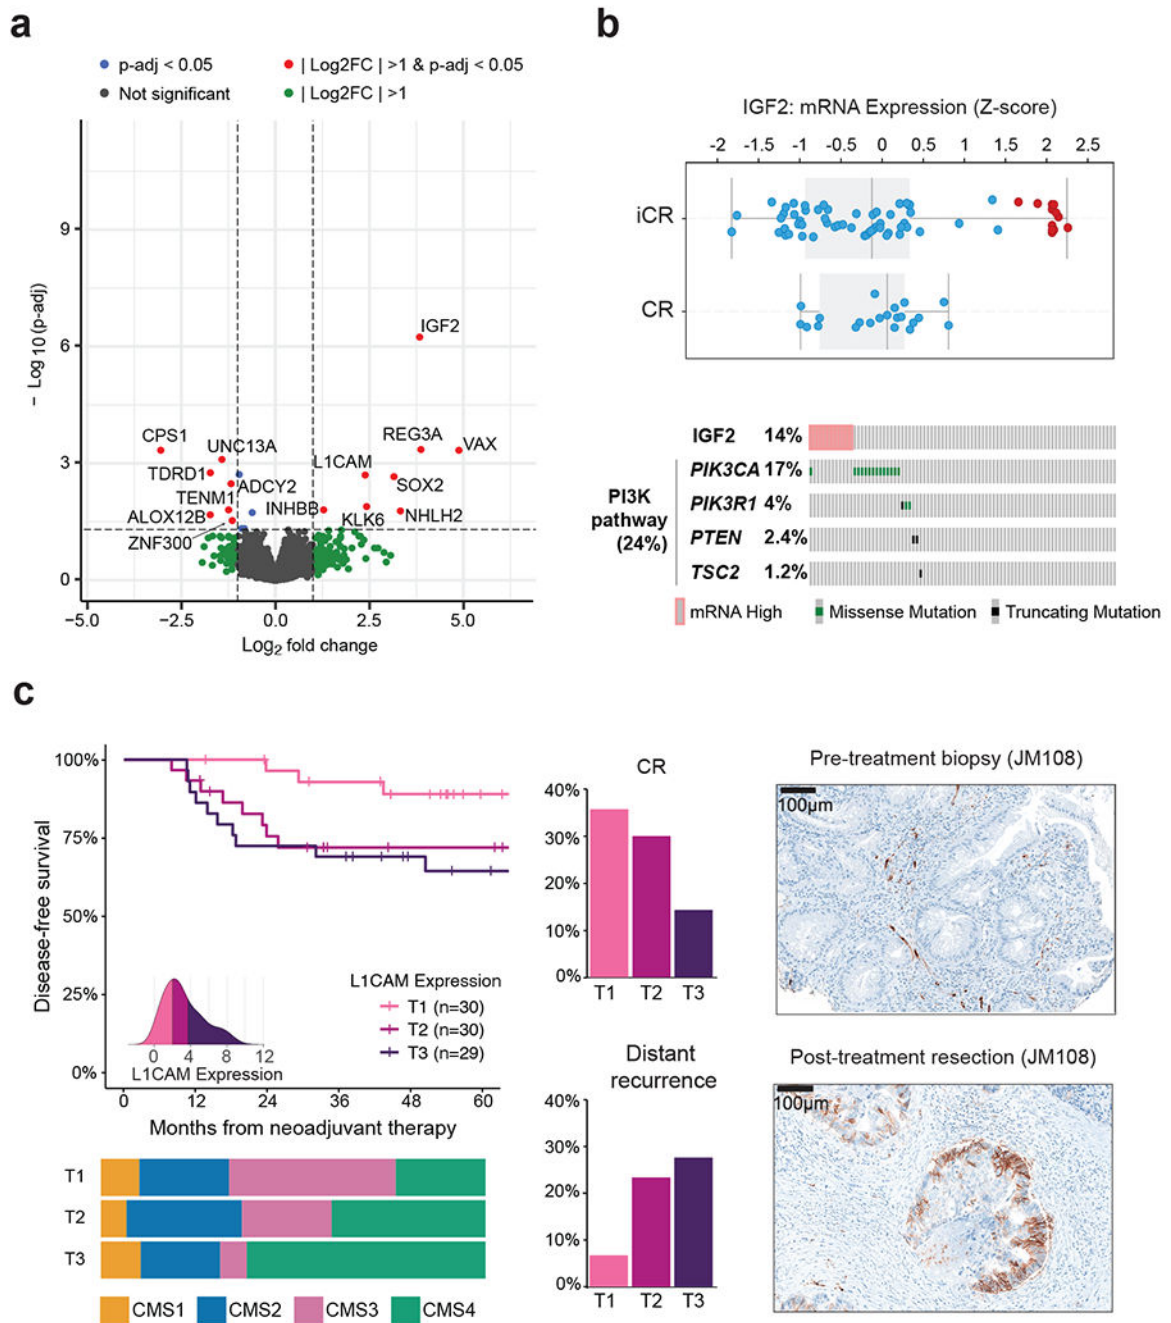 a
p-adj < 0.05
| Log2FC | >1 & p-adj < 0.05
Not significant
| Log2FC | >1
− Log10 (p-adj)
9
6
3
0
IGF2
CPS1
UNC13A
REG3A
VAX
TDRD1
L1CAM
TENM1
ADCY2
SOX2
ALOX12B
INHBB
KLK6
NHLH2
ZNF300
−5.0
−2.5
0.0
2.5
5.0
Log2 fold change
b
IGF2: mRNA Expression (Z-score)
-2
-1.5
-1
-0.5
0
0.5
1
1.5
2
2.5
iCR
CR
IGF2 14%
PI3K pathway (24%)
PIK3CA 17%
PIK3R1 4%
PTEN 2.4%
TSC2 1.2%
mRNA High
Missense Mutation
Truncating Mutation
c
Disease-free survival
100%
75%
50%
25%
0%
L1CAM Expression
T1 (n=30)
T2 (n=30)
T3 (n=29)
0 4 8 12
L1CAM Expression
0 12 24 36 48 60
Months from neoadjuvant therapy
T1
T2
T3
CMS1
CMS2
CMS3
CMS4
CR
40%
30%
20%
10%
0%
T1 T2 T3
Distant
recurrence
40%
30%
20%
10%
0%
T1 T2 T3
Pre-treatment biopsy (JM108)
100µm
Post-treatment resection (JM108)
100µm